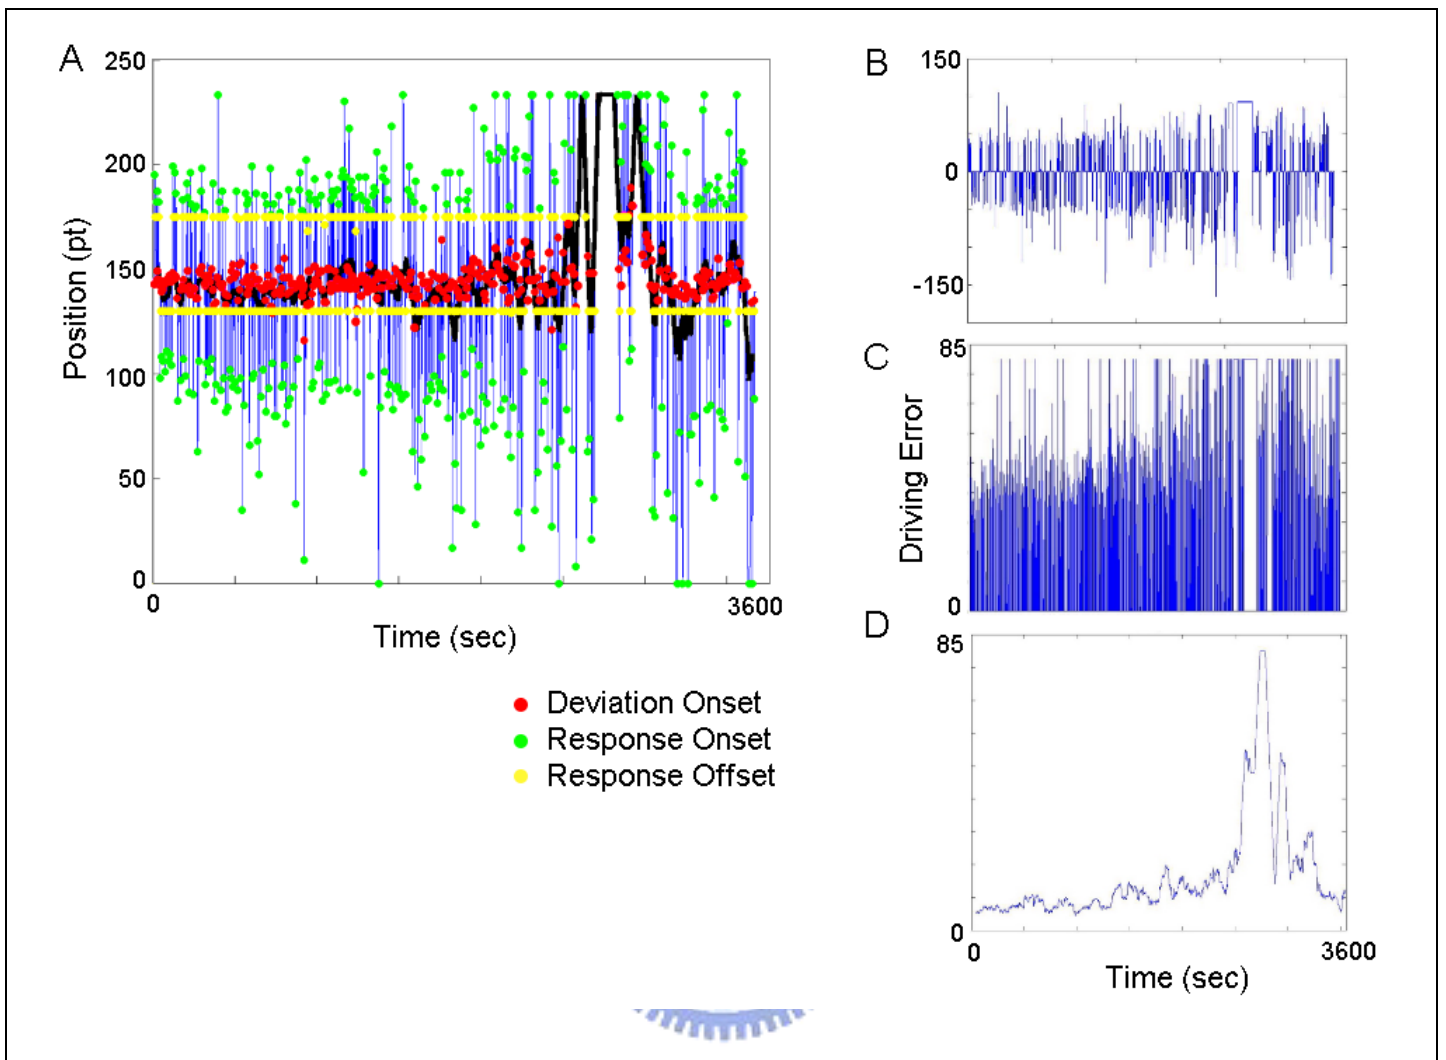 A
250
200
150
100
50
0
Position (pt)
0
3600
Time (sec)
Deviation Onset
Response Onset
Response Offset
B
150
0
-150
C
85
0
Driving Error
D
85
0
0
3600
Time (sec)